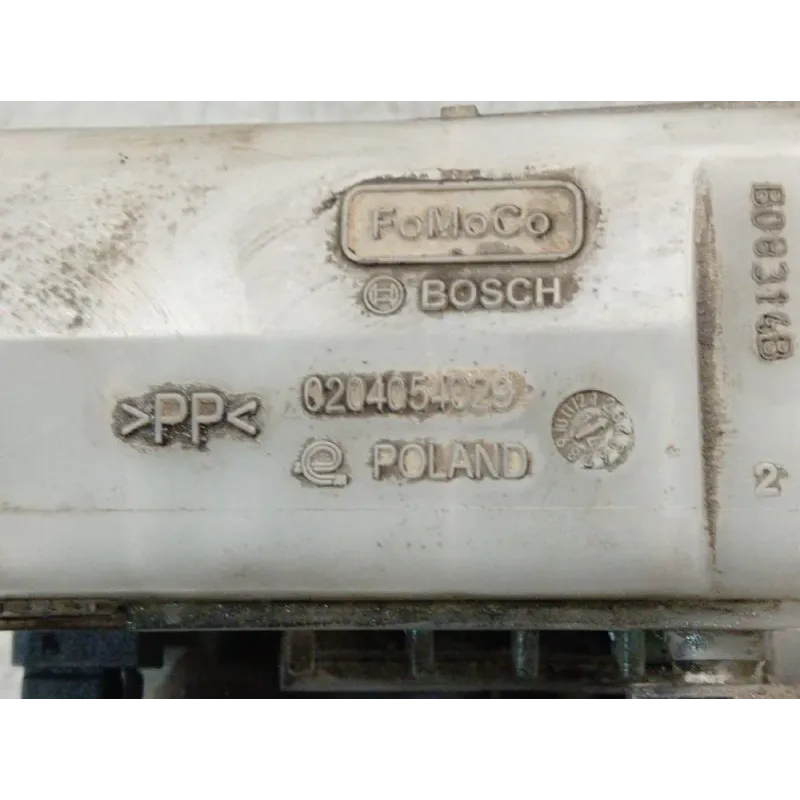 FoMoCo
BOSCH
>PP<
0204054029
POLAND
B083148
2